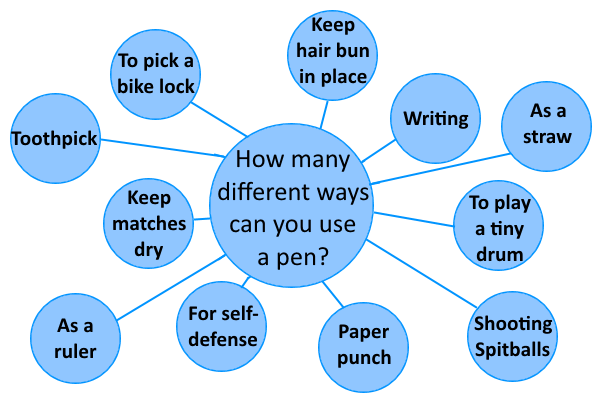 Keep
hair bun
in place
To pick a
bike lock
Writing
As a
straw
Toothpick
How many
different ways
can you use
a pen?
Keep
matches
dry
To play
a tiny
drum
As a
ruler
For self-
defense
Paper
punch
Shooting
Spitballs